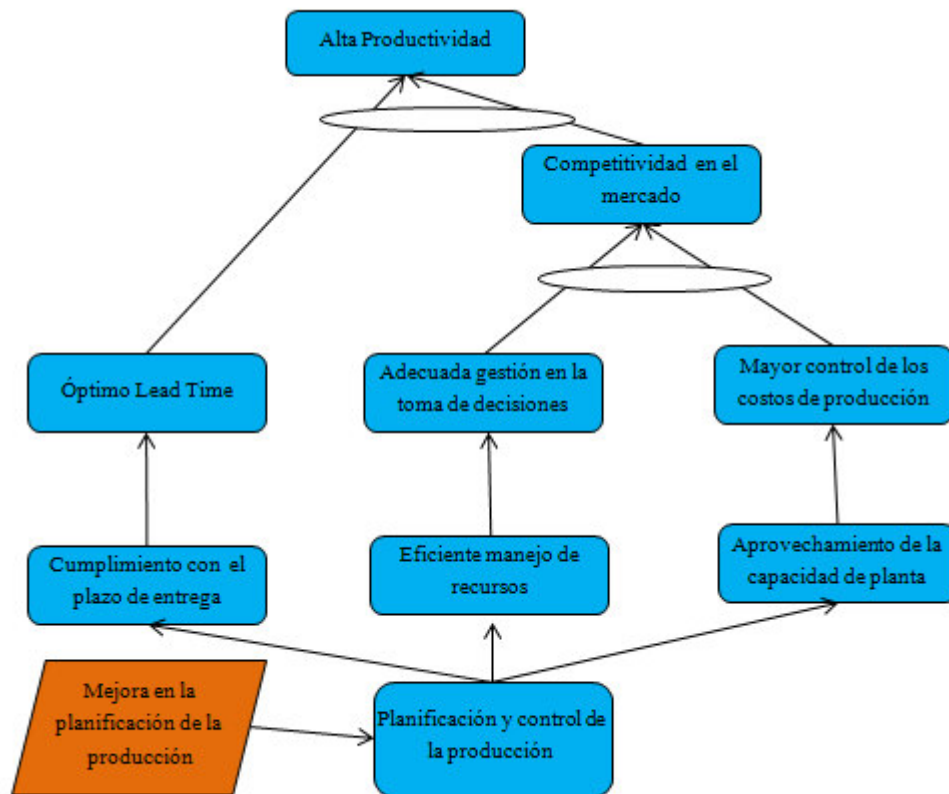 Alta Productividad
Competitividad en el
mercado
Óptimo Lead Time
Adecuada gestión en la
toma de decisiones
Mayor control de los
costos de producción
Cumplimiento con el
plazo de entrega
Eficiente manejo de
recursos
Aprovechamiento de la
capacidad de planta
Mejora en la
planificación de la
producción
Planificación y control de
la producción